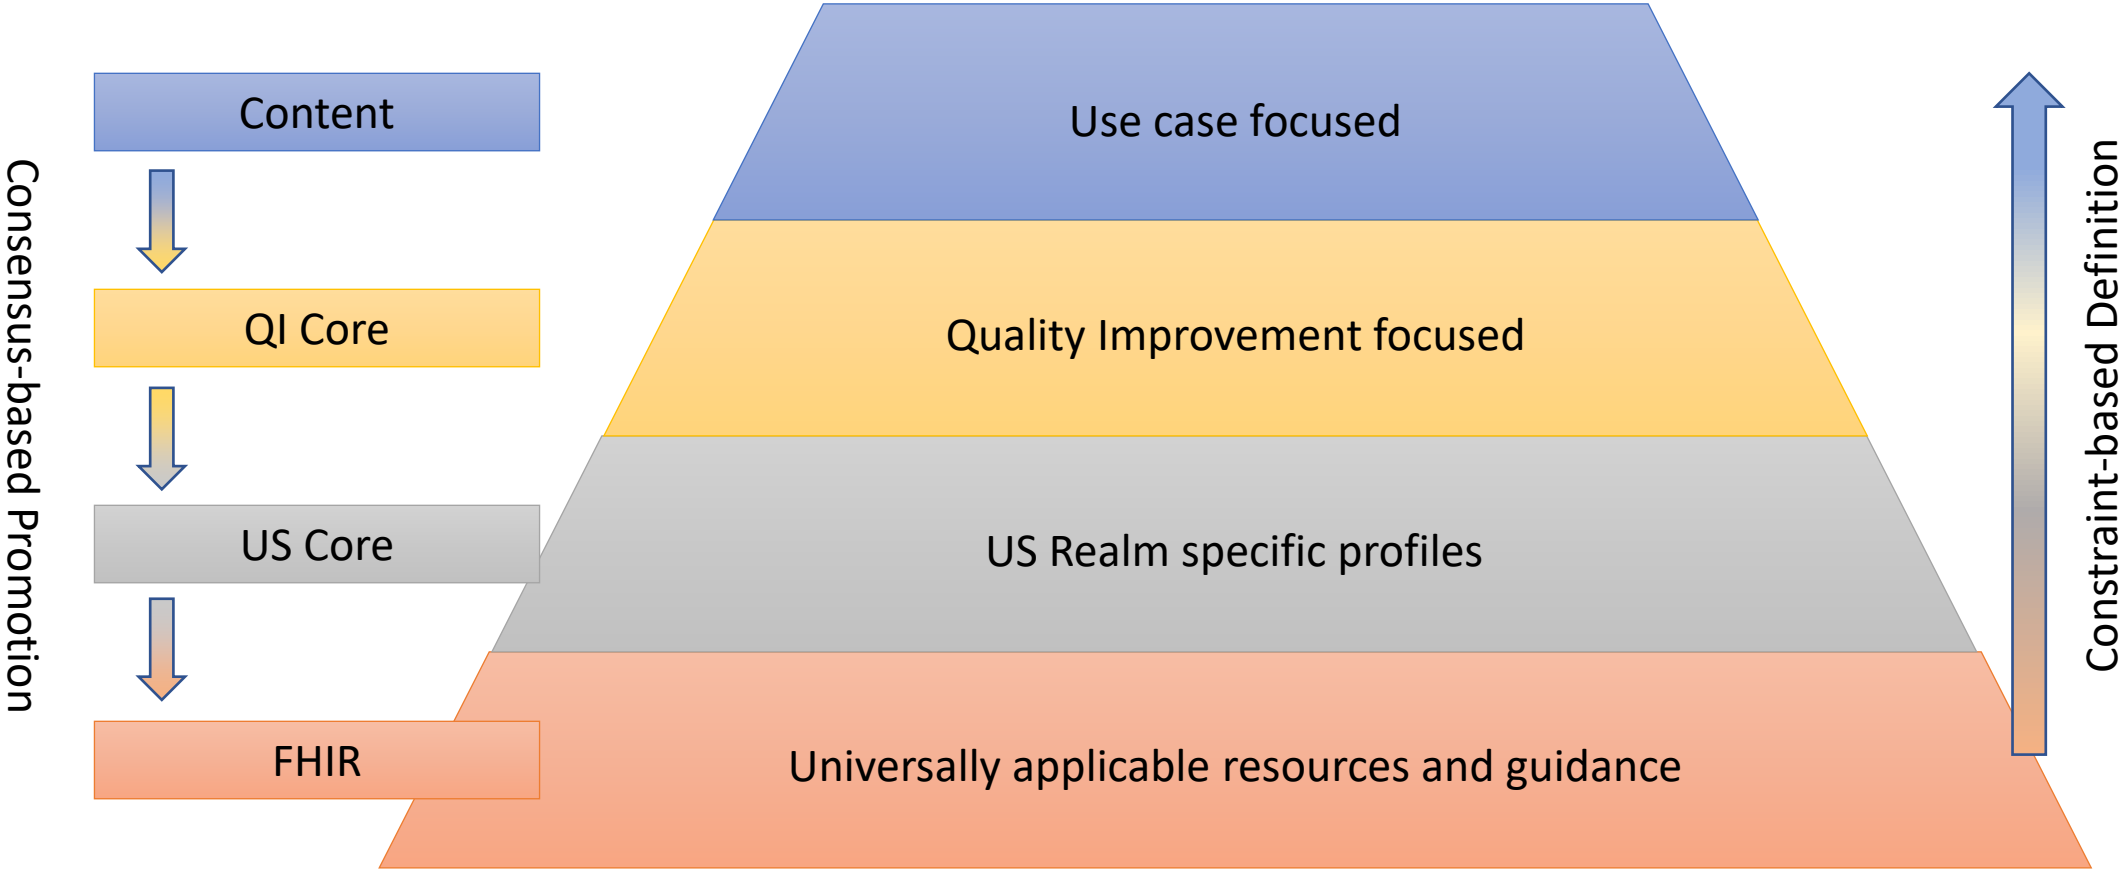 Consensus-based Promotion
Content
Use case focused
QI Core
Quality Improvement focused
US Core
US Realm specific profiles
FHIR
Universally applicable resources and guidance
Constraint-based Definition